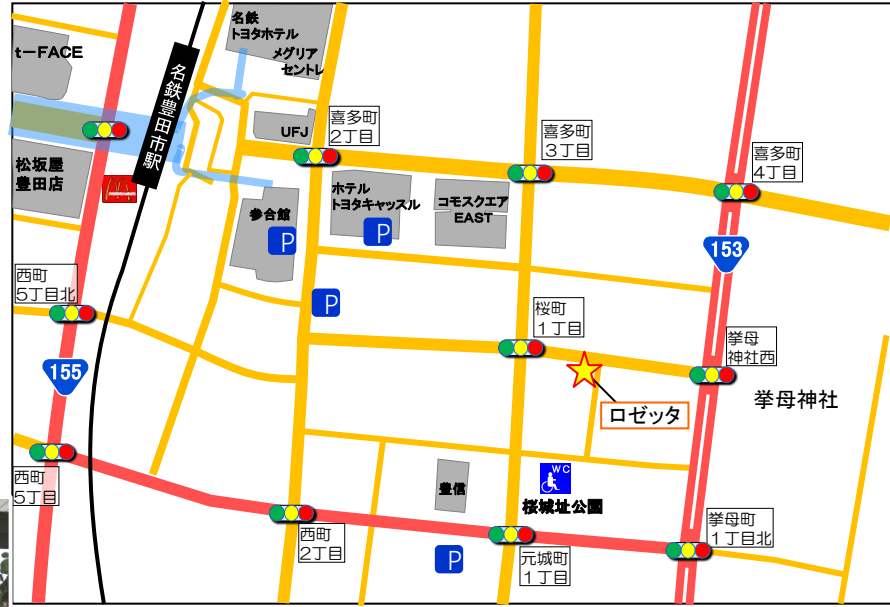 名鉄
トヨタホテル
メグリア
セントレ
t－FACE
名鉄豊田市駅
UFJ
喜多町
２丁目
喜多町
３丁目
喜多町
４丁目
松坂屋
豊田店
参合館
P
ホテル
トヨタキャッスル
P
コモスクエア
EAST
153
西町
５丁目北
P
桜町
１丁目
挙母
神社西
155
ロゼッタ
挙母神社
西町
５丁目
豊信
WC
桜城址公園
西町
２丁目
P
元城町
１丁目
挙母町
１丁目北